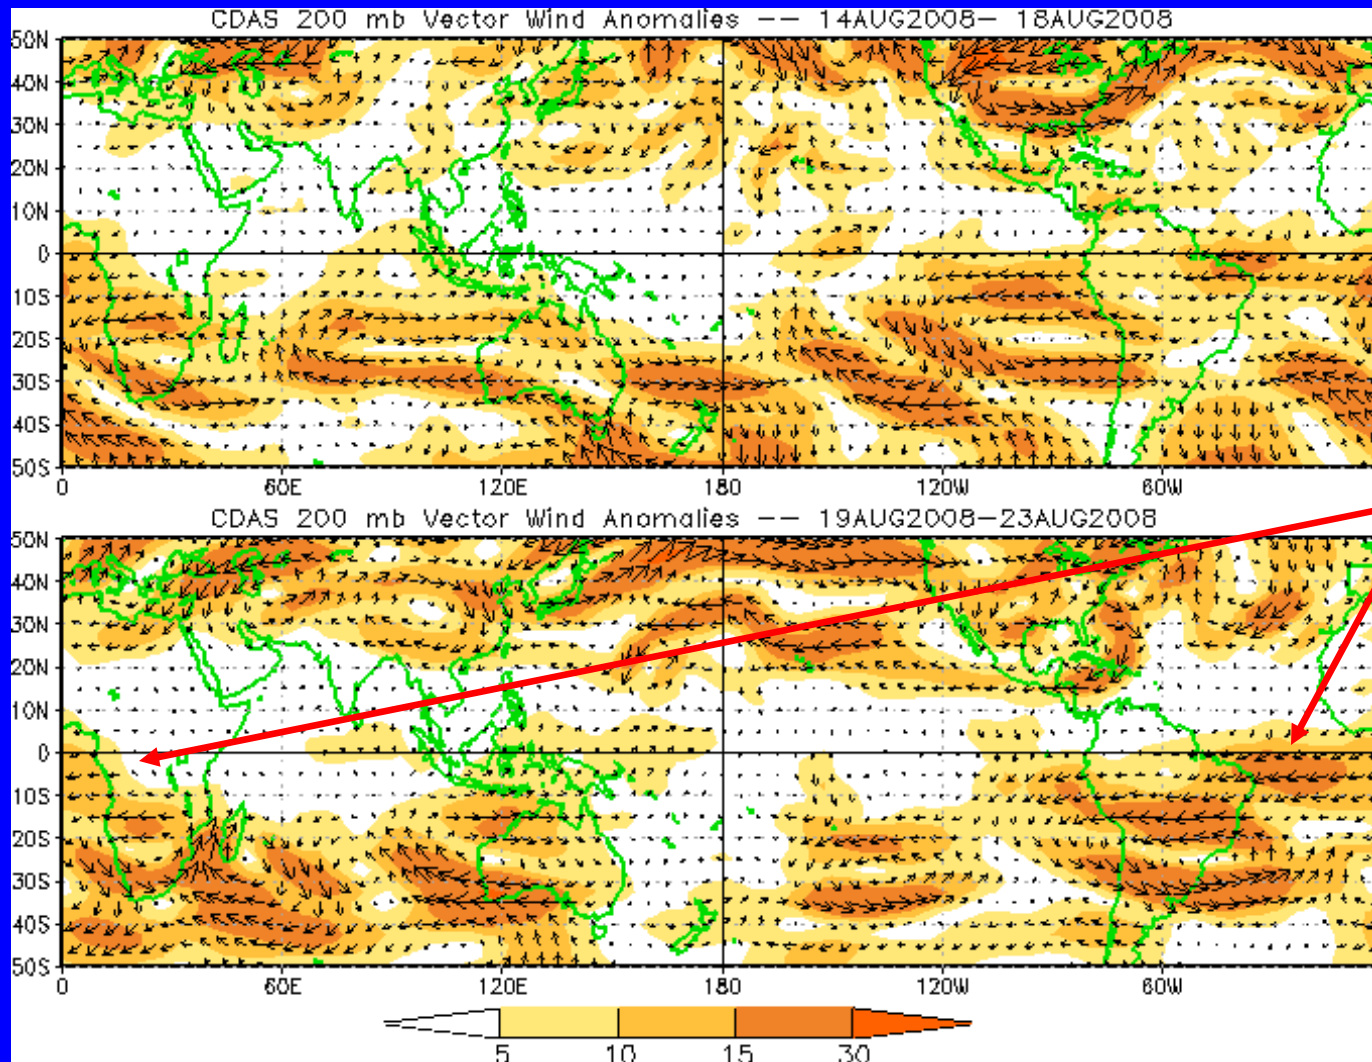 CDAS 200 mb Vector Wind Anomalies -- 14AUG2008- 18AUG2008
50N
40N
30N
20N
10N
0
10S
20S
30S
40S
50S
0 60E 120E 180 120W 60W
CDAS 200 mb Vector Wind Anomalies -- 19AUG2008-23AUG2008
50N
40N
30N
20N
10N
0
10S
20S
30S
40S
50S
0 60E 120E 180 120W 60W
5 10 15 30